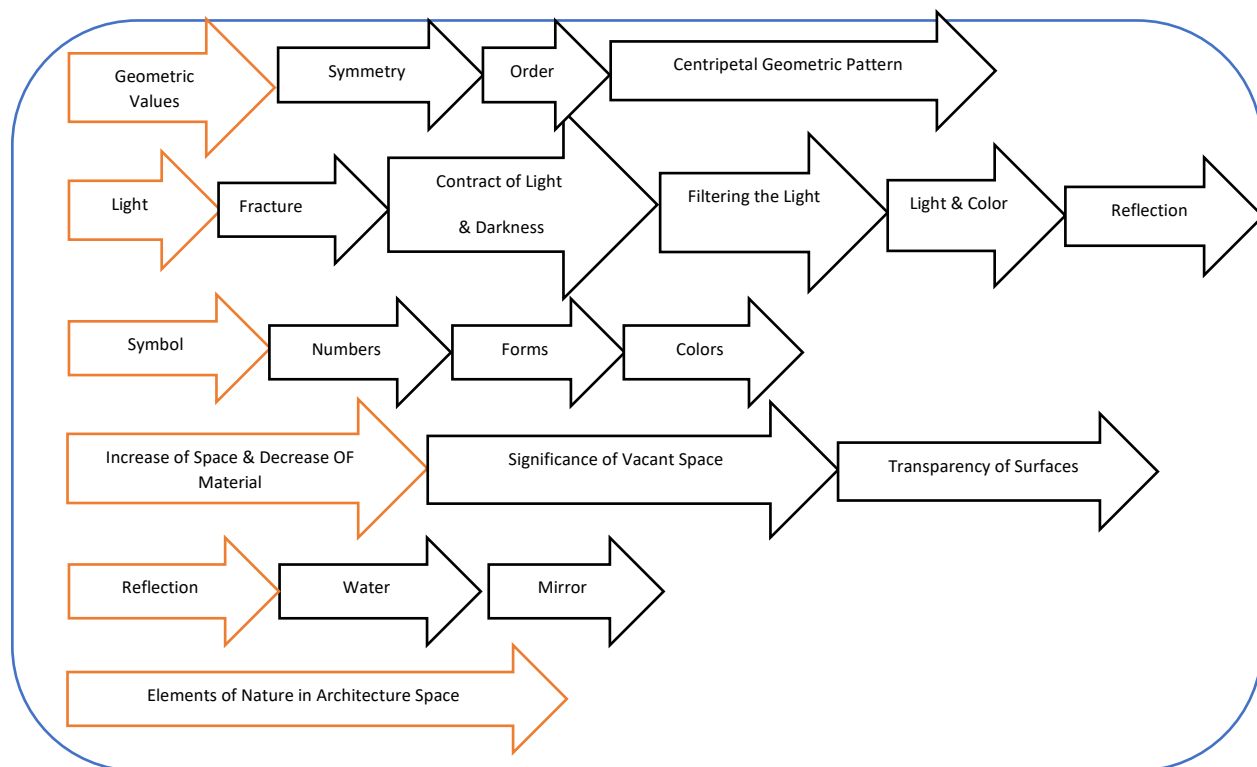 Geometric
Values
Symmetry
Order
Centripetal Geometric Pattern
Light
Fracture
Contract of Light
& Darkness
Filtering the Light
Light & Color
Reflection
Symbol
Numbers
Forms
Colors
Increase of Space & Decrease OF
Material
Significance of Vacant Space
Transparency of Surfaces
Reflection
Water
Mirror
Elements of Nature in Architecture Space